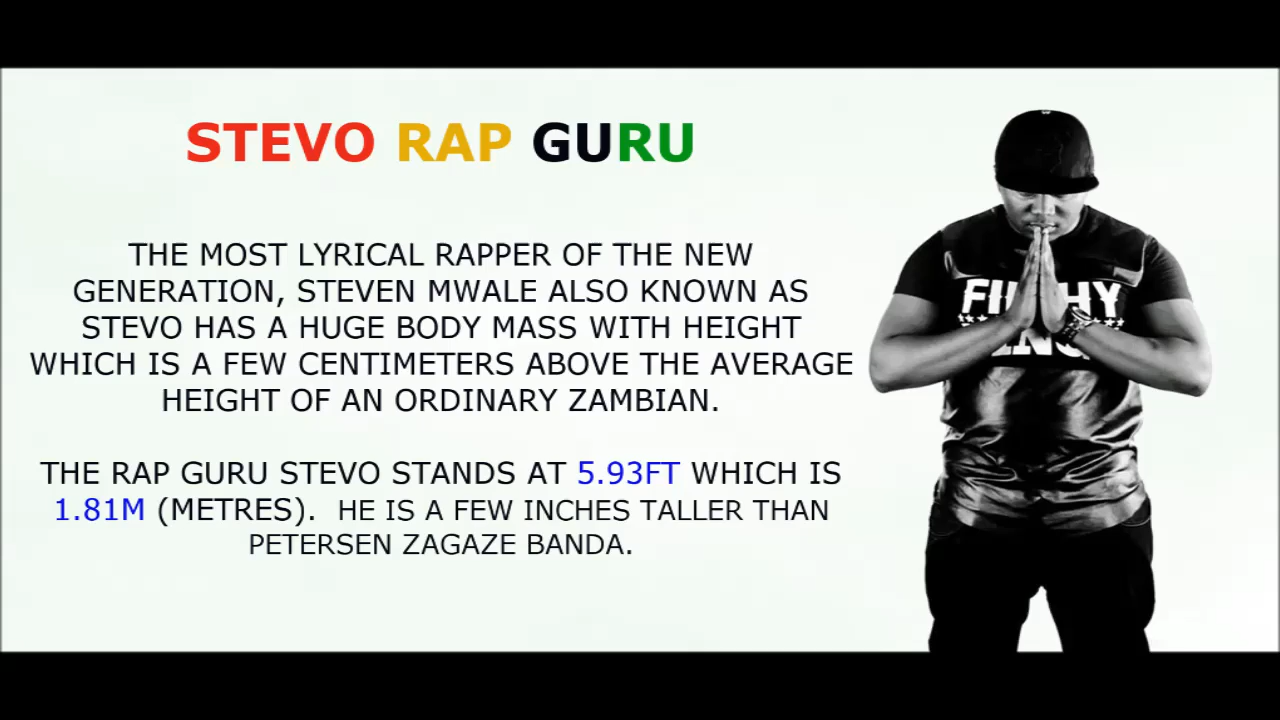 STEVO RAP GURU
THE MOST LYRICAL RAPPER OF THE NEW
GENERATION, STEVEN MWALE ALSO KNOWN AS
STEVO HAS A HUGE BODY MASS WITH HEIGHT
WHICH IS A FEW CENTIMETERS ABOVE THE AVERAGE
HEIGHT OF AN ORDINARY ZAMBIAN.
THE RAP GURU STEVO STANDS AT 5.93FT WHICH IS
1.81M (METRES). HE IS A FEW INCHES TALLER THAN
PETERSEN ZAGAZE BANDA.